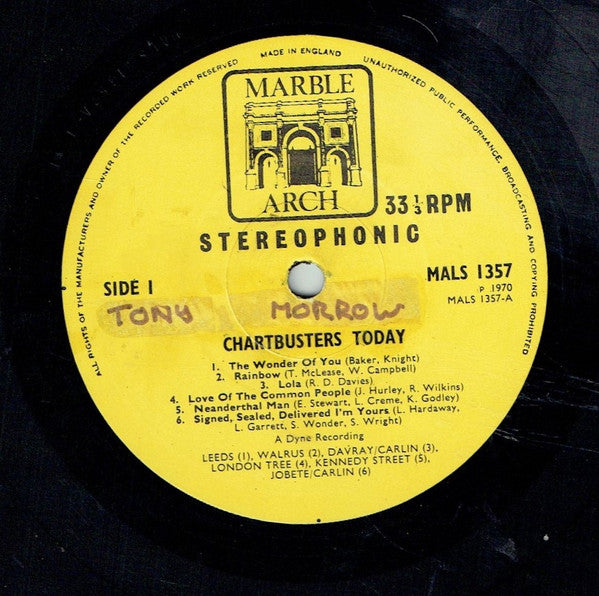 ALL RIGHTS OF THE MANUFACTURERS AND OWNER OF THE RECORDED WORK RESERVED
MADE IN ENGLAND
UNAUTHORIZED PUBLIC PERFORMANCE, BROADCASTING AND COPYING PROHIBITED
MARBLE
ARCH
33⅓RPM
STEREOPHONIC
SIDE 1
MALS 1357
P .1970
MALS 1357-A
TONY MORROW
CHARTBUSTERS TODAY
1. The Wonder Of You (Baker, Knight)
2. Rainbow (T. McLease, W. Campbell)
3. Lola (R. D. Davies)
4. Love Of The Common People (J. Hurley, R. Wilkins)
5. Neanderthal Man (E. Stewart, L. Creme, K. Godley)
6. Signed, Sealed, Delivered I'm Yours (L. Hardaway,
L. Garrett, S. Wonder, S. Wright)
A Dyne Recording
LEEDS (1), WALRUS (2), DAVRAY/CARLIN (3),
LONDON TREE (4), KENNEDY STREET (5),
JOBETE/CARLIN (6)